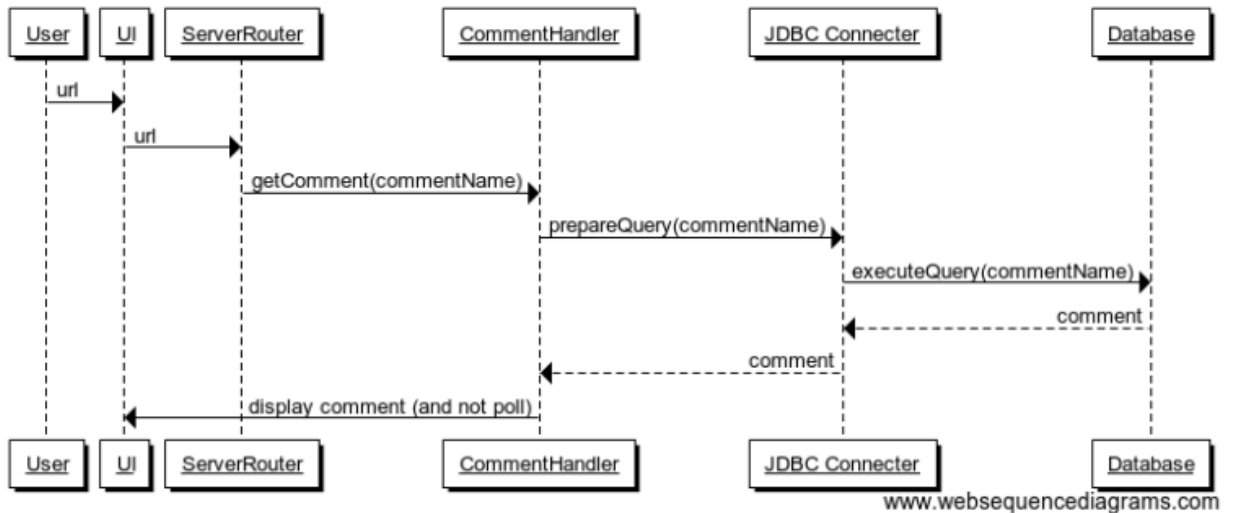 User UI ServerRouter CommentHandler JDBC Connecter Database
url
url
getComment(commentName)
prepareQuery(commentName)
executeQuery(commentName)
comment
comment
display comment (and not poll)
User UI ServerRouter CommentHandler JDBC Connecter Database
www.websequencediagrams.com